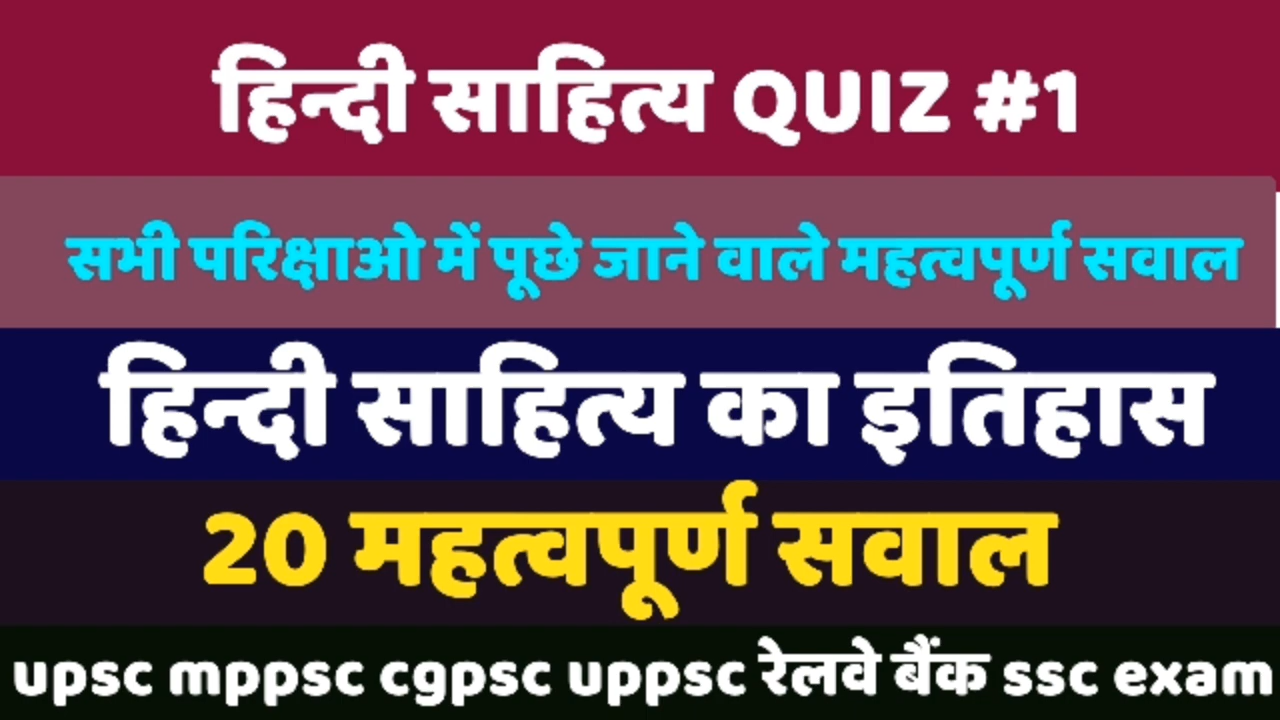 हिन्दी साहित्य QUIZ #1
सभी परिक्षाओ में पूछे जाने वाले महत्वपूर्ण सवाल
हिन्दी साहित्य का इतिहास
20 महत्वपूर्ण सवाल
upsc mppsc cgpsc uppsc रेलवे बैंक ssc exam